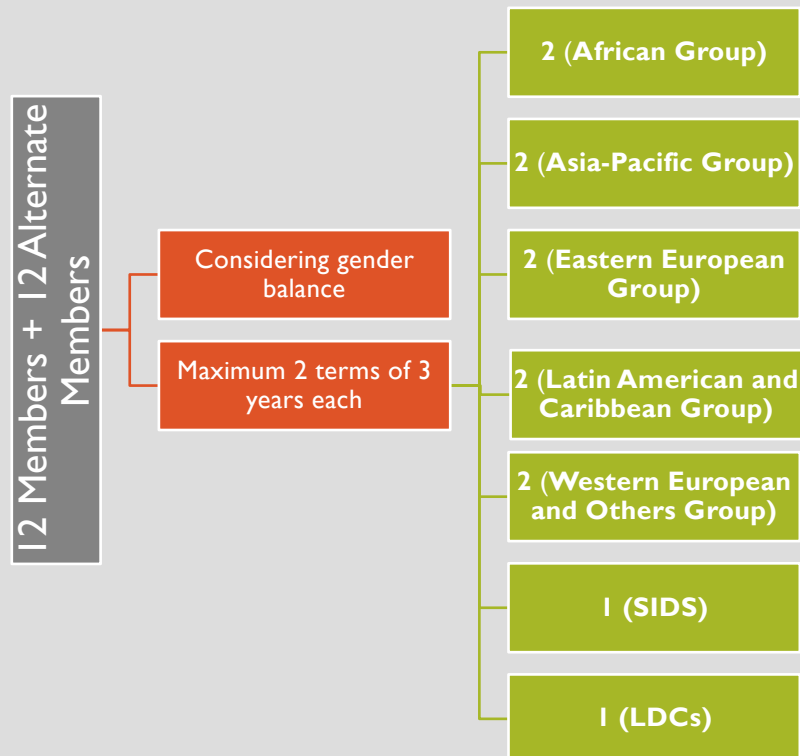 12 Members + 12 Alternate
Members
Considering gender
balance
Maximum 2 terms of 3
years each
2 (African Group)
2 (Asia-Pacific Group)
2 (Eastern European
Group)
2 (Latin American and
Caribbean Group)
2 (Western European
and Others Group)
1 (SIDS)
1 (LDCs)